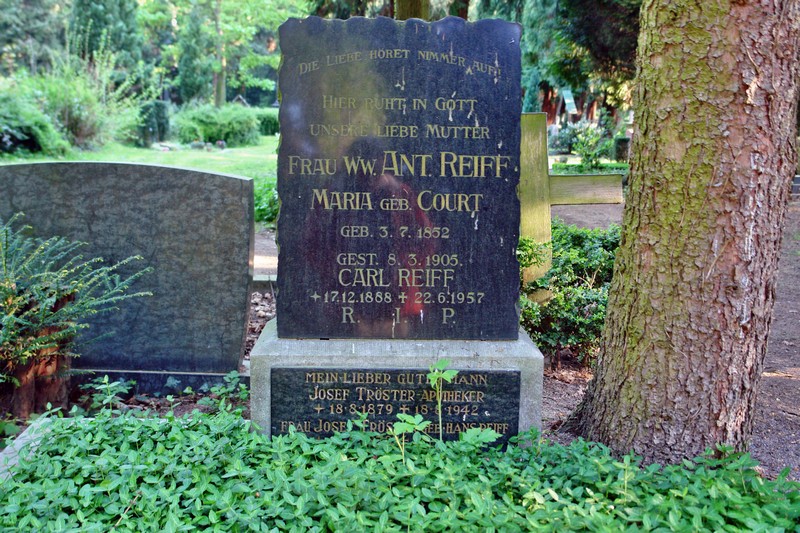 Die Liebe höret nimmer auf!
Hier ruht in Gott
unsere liebe Mutter
Frau Ww. Ant. Reiff
Maria geb. Court
geb. 3. 7. 1852
gest. 8. 3. 1905.
Carl Reiff
+17.12.1888 +22.6.1957
R. I. P.
Mein lieber guter Mann
Josef Tröster-Apotheker
+18.8.1879 +18.1.1942
Frau Josef Tröster